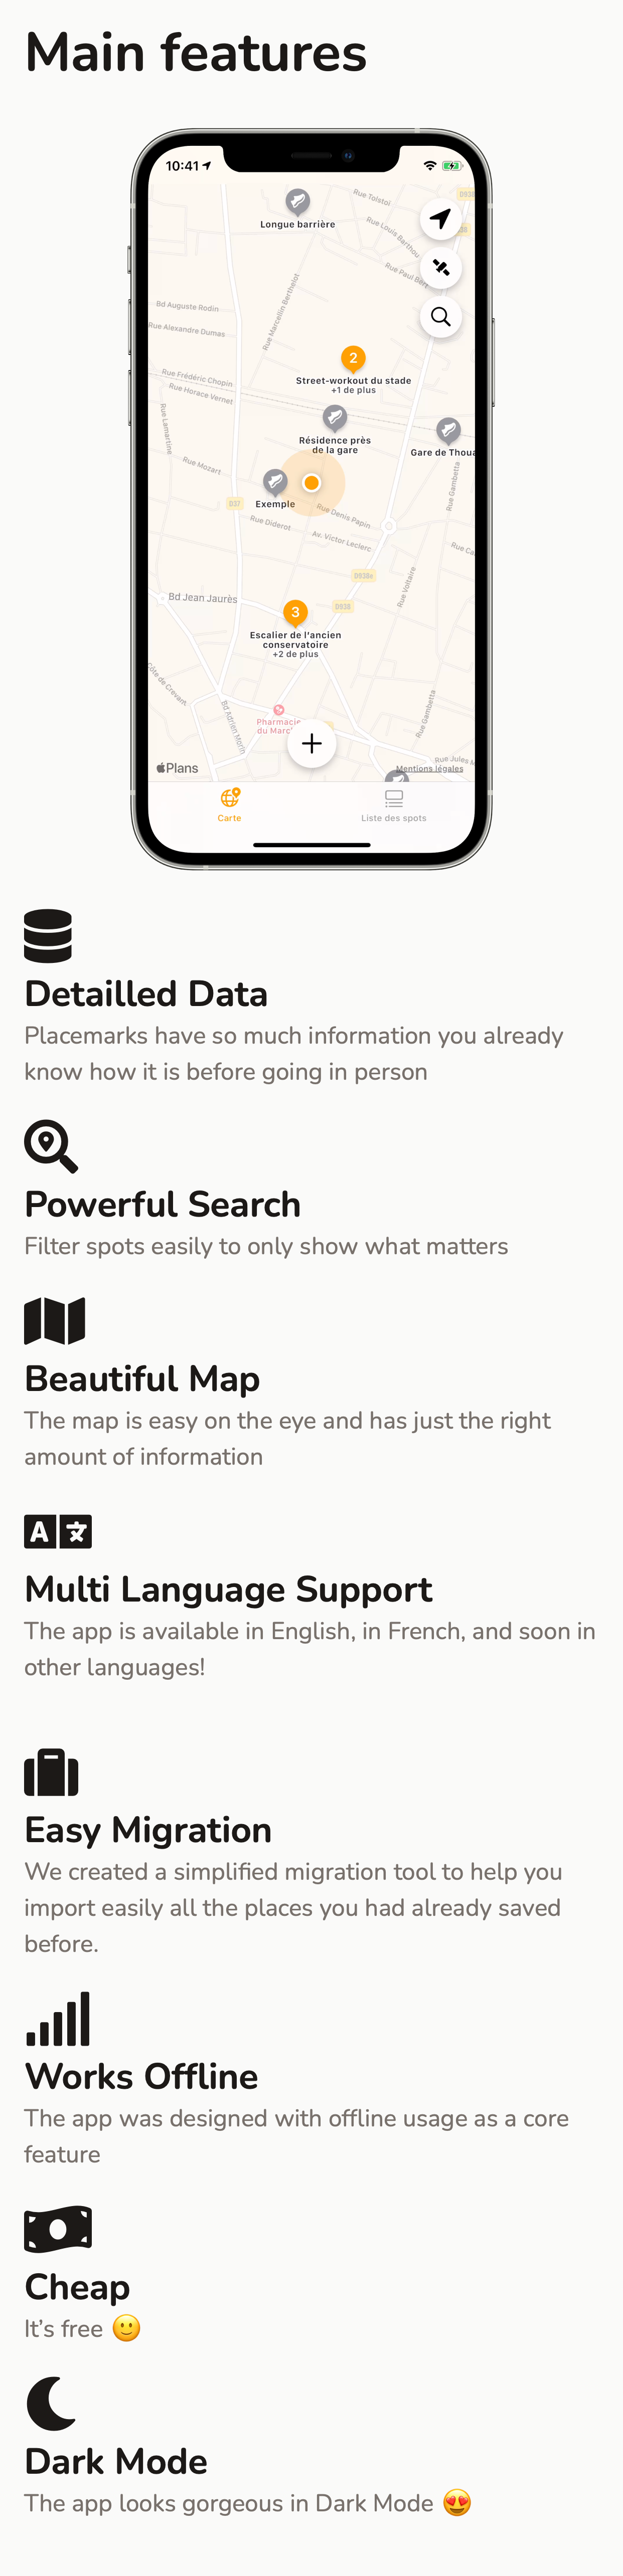 Main features
10:41
D938
Rue Tolstoï
Longue barrière
Rue Louis Barthou
Rue Paul Bert
Rue Marcellin Berthelot
Bd Auguste Rodin
Rue Alexandre Dumas
2
Street-workout du stade
+1 de plus
Rue Frédéric Chopin
Rue Horace Vernet
Rue Lamartine
Résidence près
de la gare
Gare de Thoua
Rue Mozart
Rue Gambetta
Exemple
D37
Rue Denis Papin
Rue Diderot
Av. Victor Leclerc
Rue Ca
D938e
Rue Voltaire
Bd Jean Jaurès
D938
3
Escalier de l'ancien
conservatoire
+2 de plus
Côte de Crevant
Rue Gambetta
Bd Adrien Morin
Pharmacie
du Marc
Rue Jules M
Plans
Mentions légales
Carte
Liste des spots
Detailled Data
Placemarks have so much information you already
know how it is before going in person
Powerful Search
Filter spots easily to only show what matters
Beautiful Map
The map is easy on the eye and has just the right
amount of information
A 文
Multi Language Support
The app is available in English, in French, and soon in
other languages!
Easy Migration
We created a simplified migration tool to help you
import easily all the places you had already saved
before.
Works Offline
The app was designed with offline usage as a core
feature
Cheap
It's free 🙂
Dark Mode
The app looks gorgeous in Dark Mode 😍